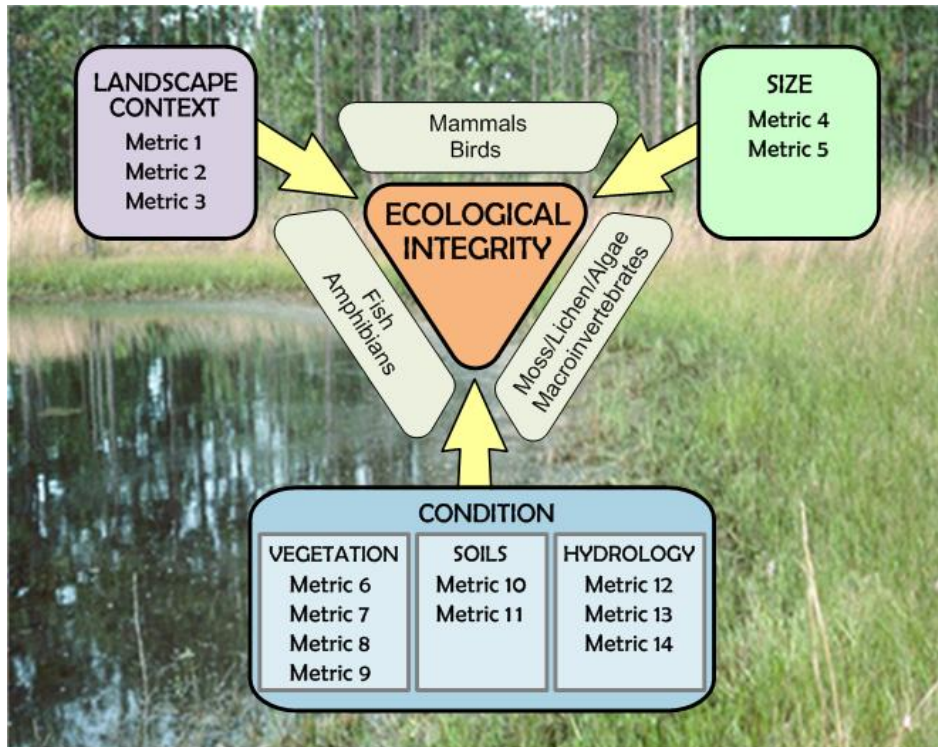 LANDSCAPE
CONTEXT
Metric 1
Metric 2
Metric 3
Mammals
Birds
SIZE
Metric 4
Metric 5
ECOLOGICAL
INTEGRITY
Fish
Amphibians
Moss/Lichen/Algae
Macroinvertebrates
CONDITION
VEGETATION
Metric 6
Metric 7
Metric 8
Metric 9
SOILS
Metric 10
Metric 11
HYDROLOGY
Metric 12
Metric 13
Metric 14